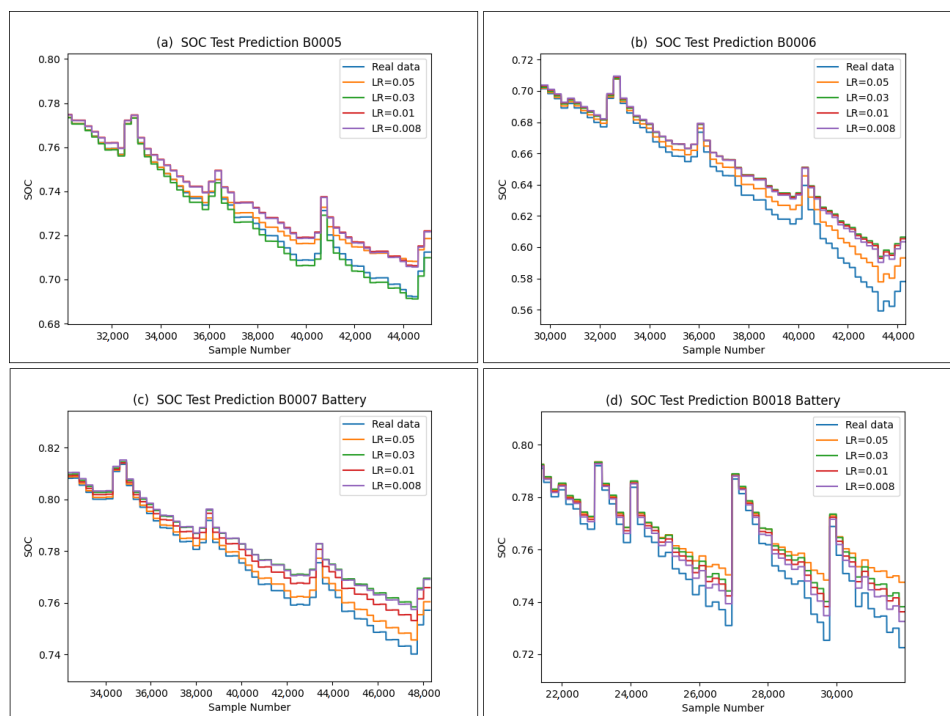 (a)  SOC Test Prediction B0005
0.80
0.78
0.76
0.74
0.72
0.70
0.68
SOC
Real data
LR=0.05
LR=0.03
LR=0.01
LR=0.008
32,000
34,000
36,000
38,000
40,000
42,000
44,000
Sample Number
(b)  SOC Test Prediction B0006
0.72
0.70
0.68
0.66
0.64
0.62
0.60
0.58
0.56
SOC
Real data
LR=0.05
LR=0.03
LR=0.01
LR=0.008
30,000
32,000
34,000
36,000
38,000
40,000
42,000
44,000
Sample Number
(c)  SOC Test Prediction B0007 Battery
0.82
0.80
0.78
0.76
0.74
SOC
Real data
LR=0.05
LR=0.03
LR=0.01
LR=0.008
34,000
36,000
38,000
40,000
42,000
44,000
46,000
48,000
Sample Number
(d)  SOC Test Prediction B0018 Battery
0.80
0.78
0.76
0.74
0.72
SOC
Real data
LR=0.05
LR=0.03
LR=0.01
LR=0.008
22,000
24,000
26,000
28,000
30,000
Sample Number